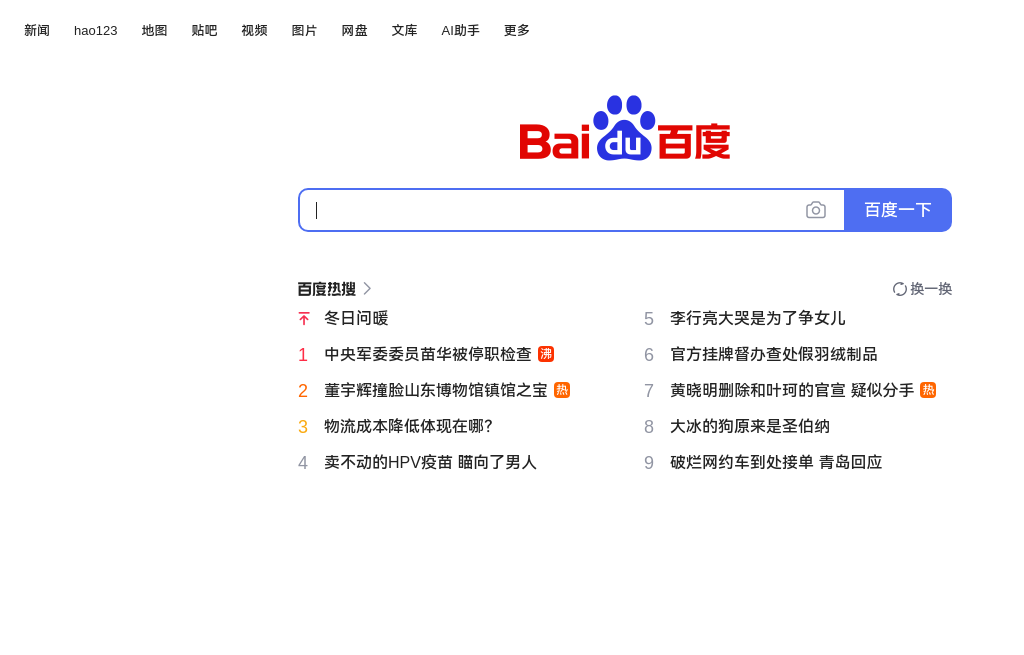 新闻 hao123 地图 贴吧 视频 图片 网盘 文库 AI助手 更多
Bai du 百度
百度一下
百度热搜 换一换
冬日问暖
1 中央军委委员苗华被停职检查 沸
2 董宇辉撞脸山东博物馆镇馆之宝 热
3 物流成本降低体现在哪?
4 卖不动的HPV疫苗 瞄向了男人
5 李行亮大哭是为了争女儿
6 官方挂牌督办查处假羽绒制品
7 黄晓明删除和叶珂的官宣 疑似分手 热
8 大冰的狗原来是圣伯纳
9 破烂网约车到处接单 青岛回应